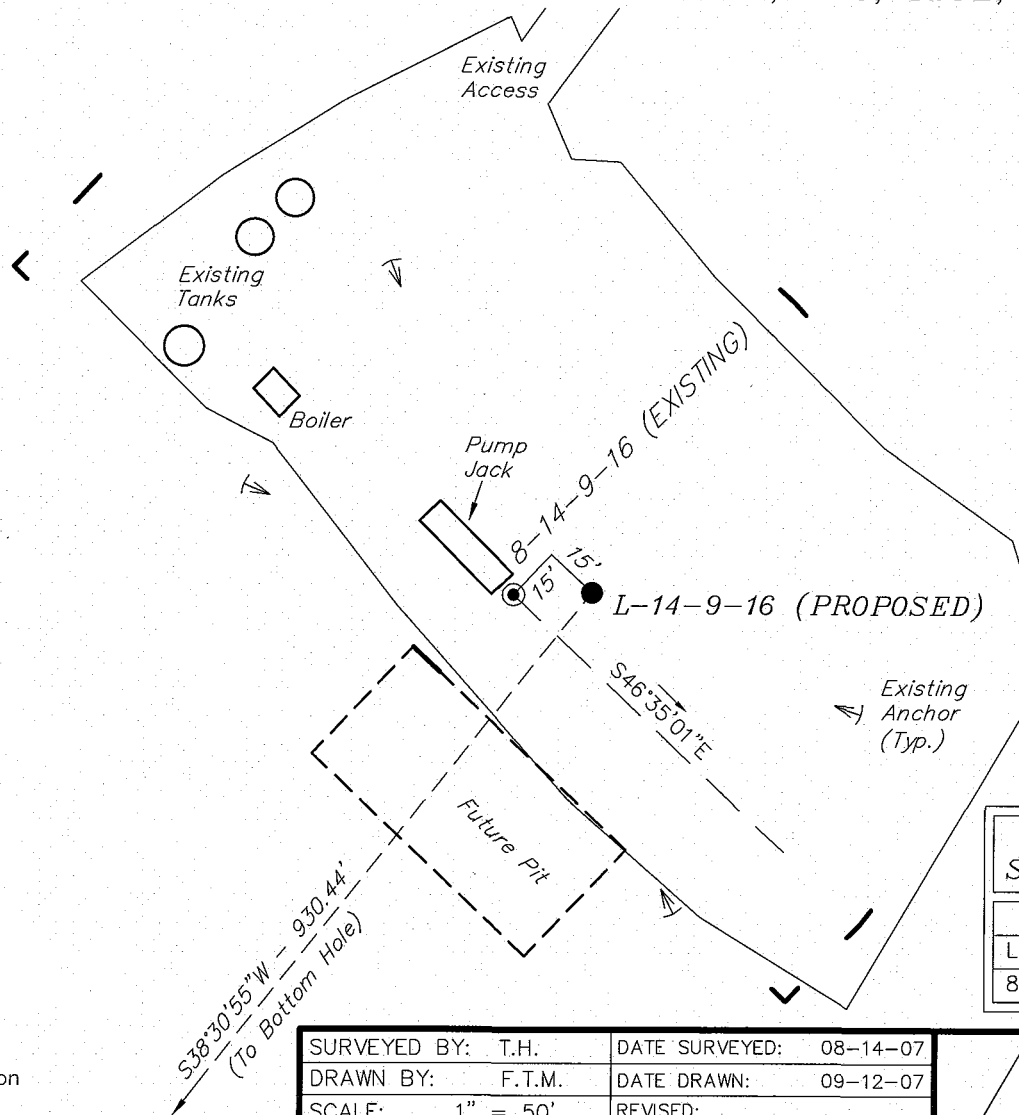 Existing
Access
Existing
Tanks
Boiler
Pump
Jack
8-14-9-16 (EXISTING)
15'
15'
L-14-9-16 (PROPOSED)
S46°35'01"E
Existing
Anchor
(Typ.)
Future Pit
S38°30'55"W - 930.44'
(To Bottom Hole)
S
L
8
on
SURVEYED BY: T.H.
DATE SURVEYED: 08-14-07
DRAWN BY: F.T.M.
DATE DRAWN: 09-12-07
SCALE: 1" = 50'
REVISED: